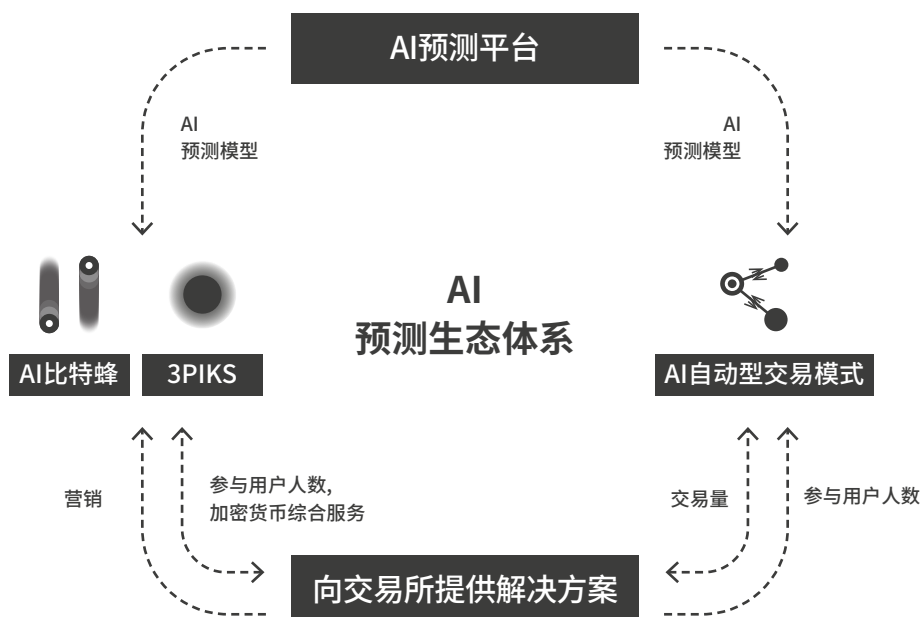 AI预测平台
AI
预测模型
AI
预测模型
AI
预测生态体系
AI比特蜂
3PIKS
AI自动型交易模式
营销
参与用户人数,
加密货币综合服务
交易量
参与用户人数
向交易所提供解决方案